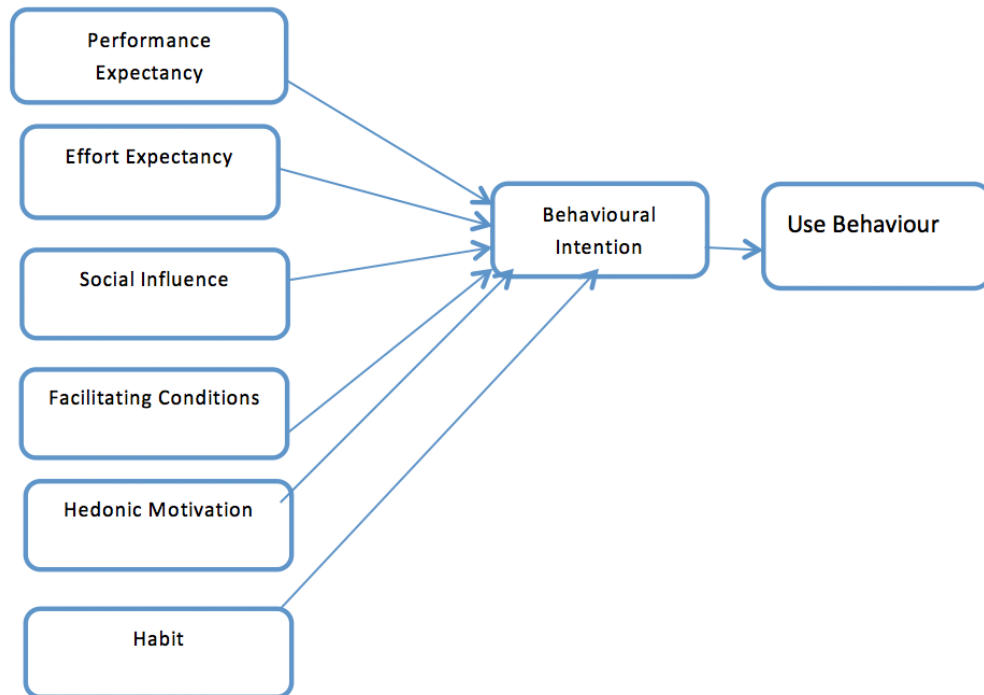 Performance
Expectancy
Effort Expectancy
Social Influence
Facilitating Conditions
Hedonic Motivation
Habit
Behavioural
Intention
Use Behaviour